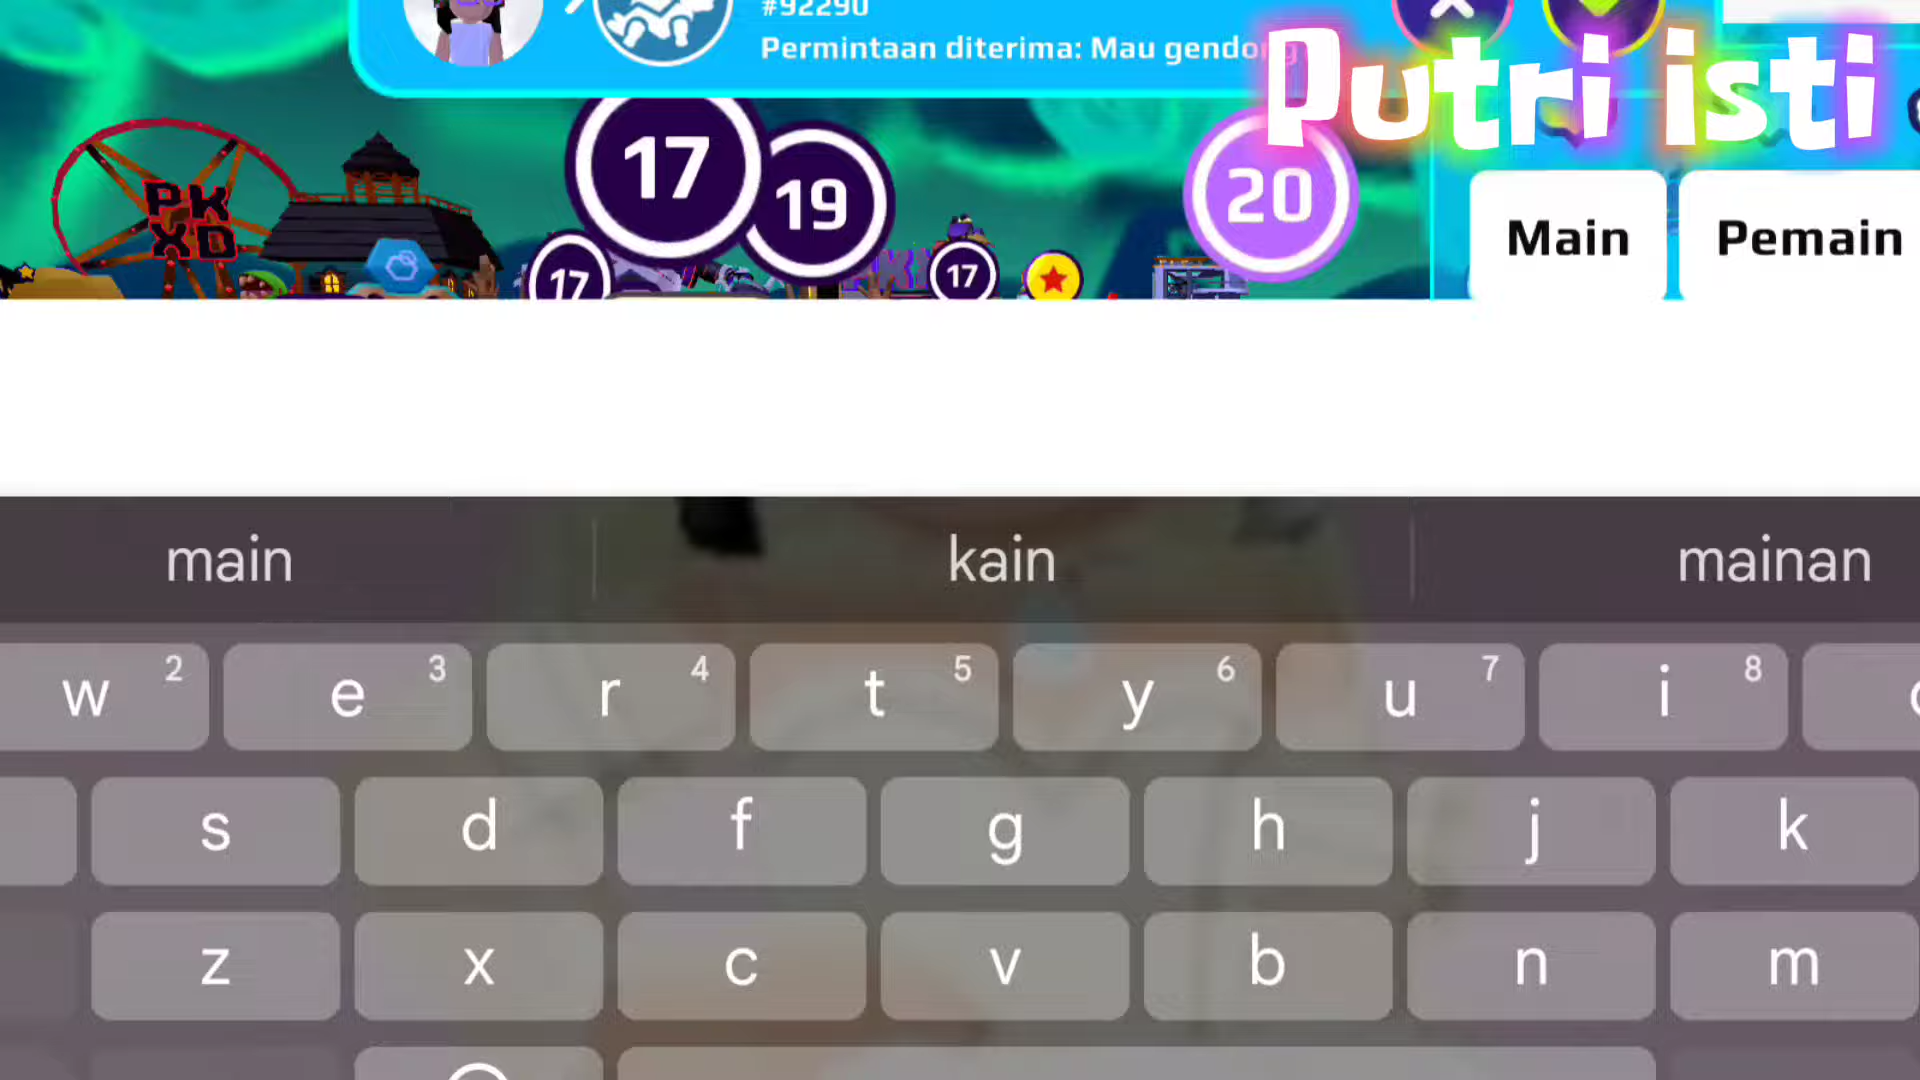 #92290
Permintaan diterima: Mau gendong
Putri isti
PK
XD
17
19
17
17
20
Main
Pemain
main
kain
mainan
w 2
e 3
r 4
t 5
y 6
u 7
i 8
s
d
f
g
h
j
k
z
x
c
v
b
n
m